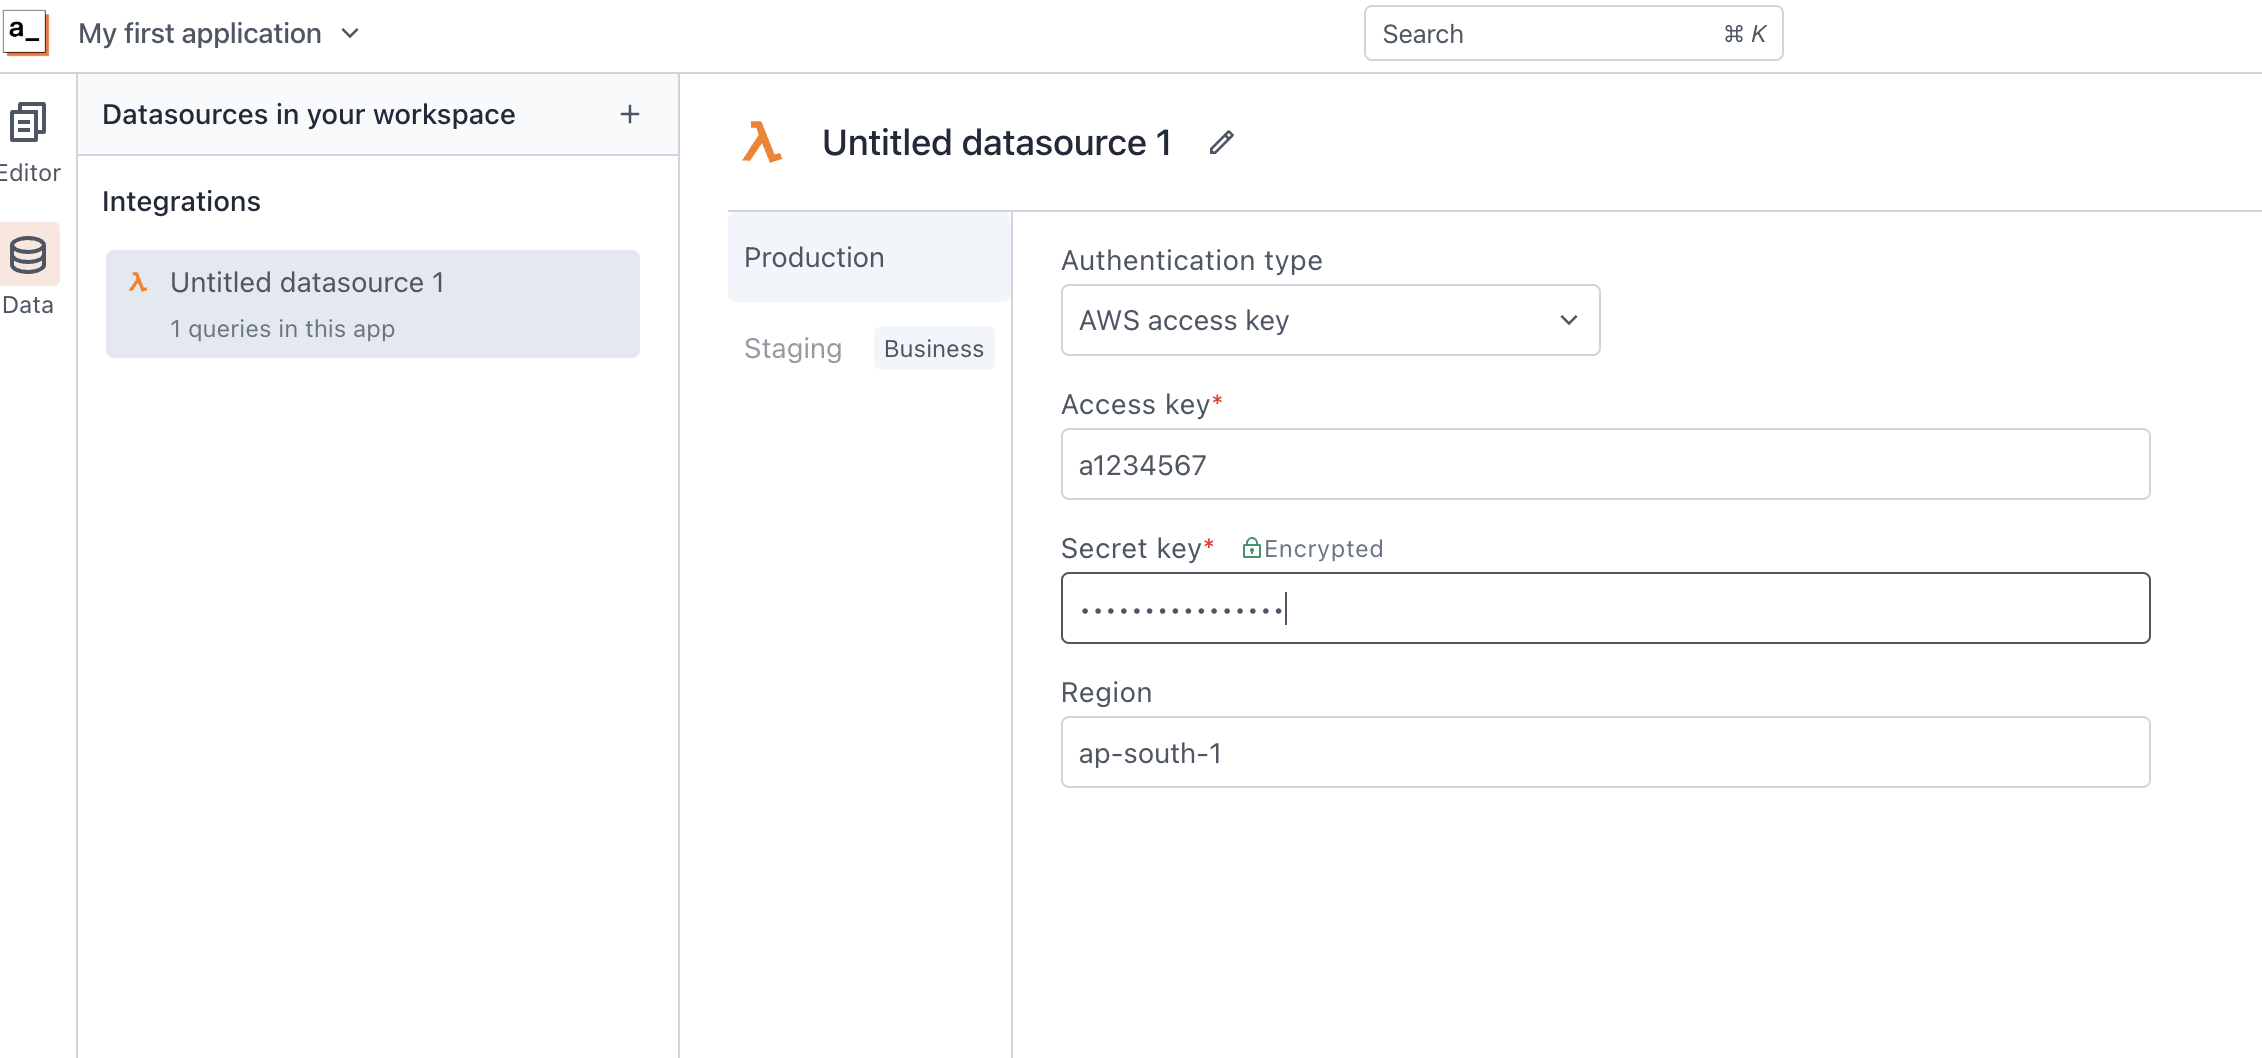 a_
My first application
Search ⌘ K
Editor
Data
Datasources in your workspace +
Integrations
Untitled datasource 1
1 queries in this app
Untitled datasource 1
Production
Staging Business
Authentication type
AWS access key
Access key*
a1234567
Secret key* Encrypted
••••••••••••••••
Region
ap-south-1